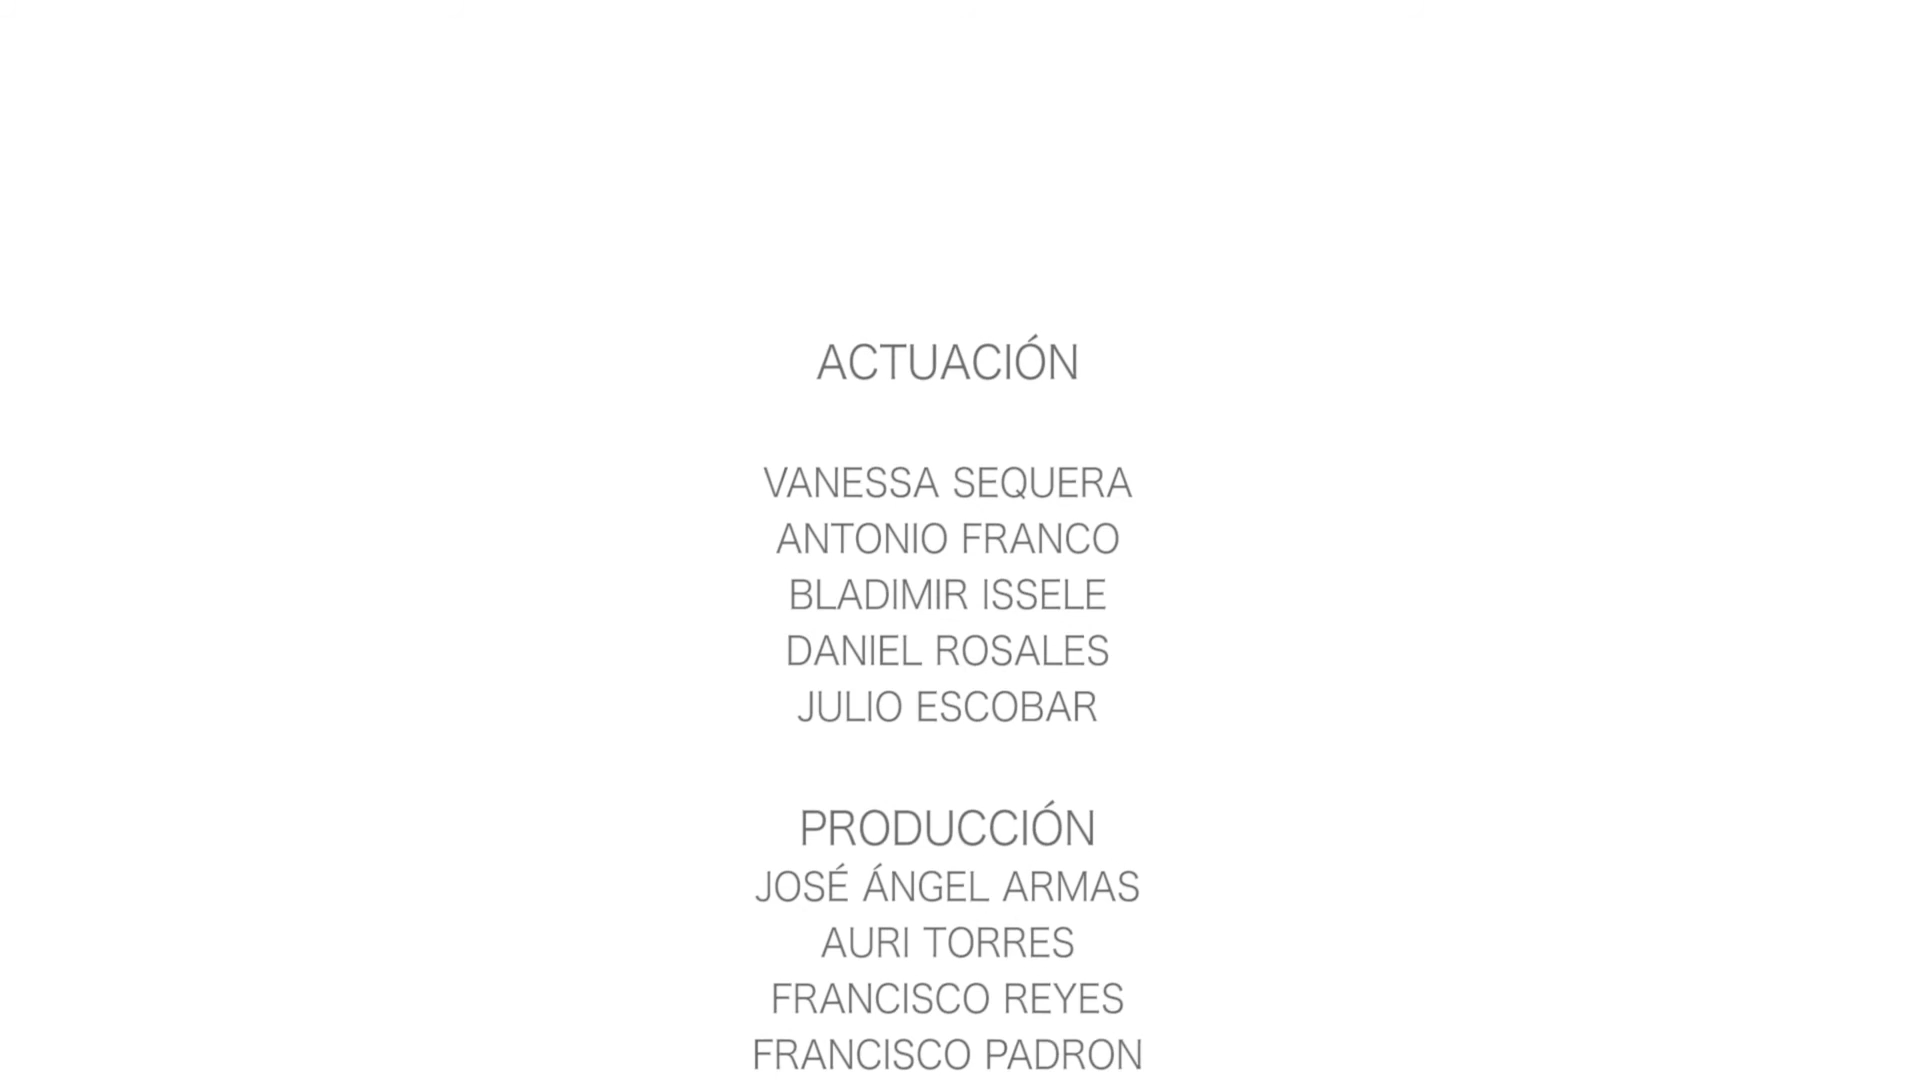 ACTUACIÓN
VANESSA SEQUERA
ANTONIO FRANCO
BLADIMIR ISSELE
DANIEL ROSALES
JULIO ESCOBAR
PRODUCCIÓN
JOSÉ ÁNGEL ARMAS
AURI TORRES
FRANCISCO REYES
FRANCISCO PADRON